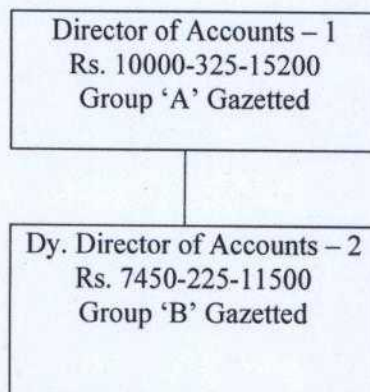 Director of Accounts – 1
Rs. 10000-325-15200
Group ‘A’ Gazetted
Dy. Director of Accounts – 2
Rs. 7450-225-11500
Group ‘B’ Gazetted